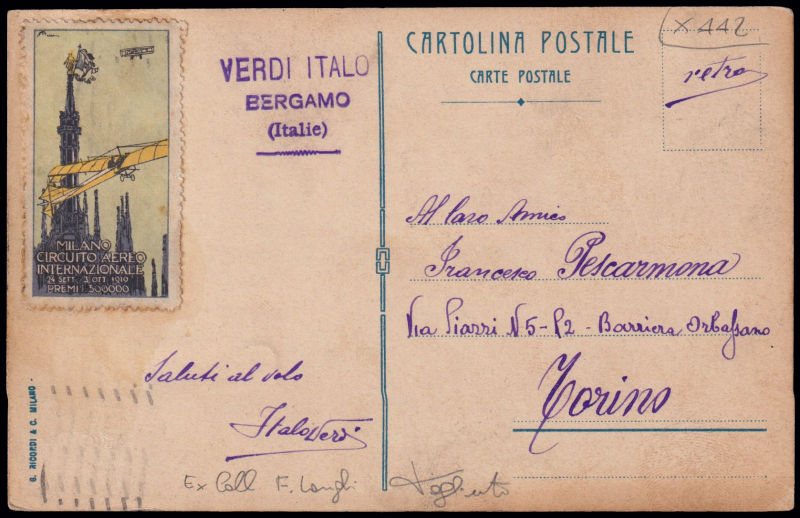 MILANO
CIRCUITO AEREO
INTERNAZIONALE
24 SETT. 3 OTT. 1910
PREMI L. 300000
VERDI ITALO
BERGAMO
(Italie)
Saluti al volo
Italo Verdi
G. RICORDI & C. MILANO.
Ex Coll F. Longhi
CARTOLINA POSTALE
CARTE POSTALE
X 442
retro
Al Caro Amico
Francesco Pescarmona
Via Piazzi N 5 - P2 - Barriera Orbassano
Torino